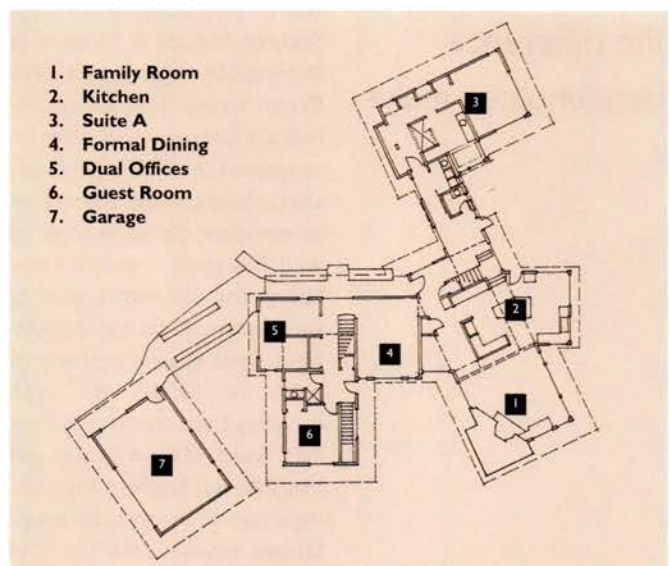 1. Family Room
2. Kitchen
3. Suite A
4. Formal Dining
5. Dual Offices
6. Guest Room
7. Garage
3
2
5
4
1
6
7